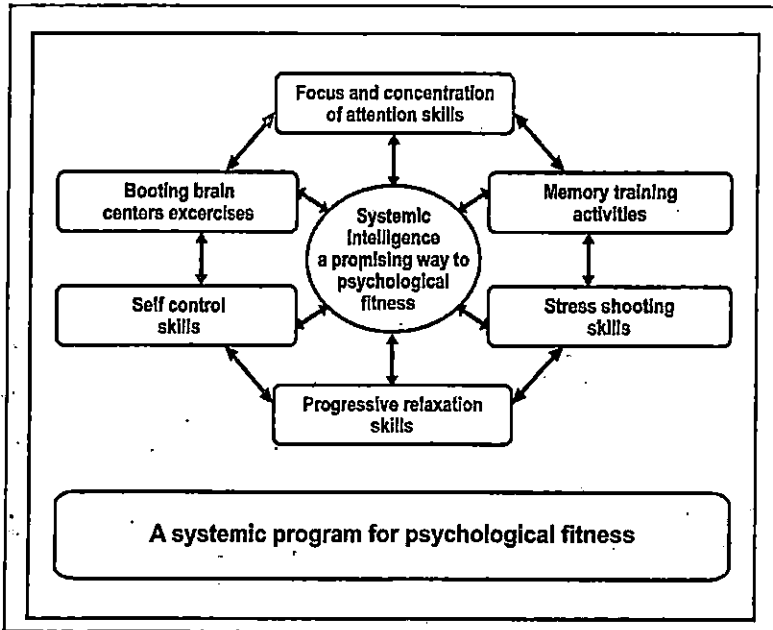 Focus and concentration
of attention skills
Booting brain
centers excercises
Systemic
intelligence
a promising way to
psychological
fitness
Memory training
activities
Self control
skills
Stress shooting
skills
Progressive relaxation
skills
A systemic program for psychological fitness